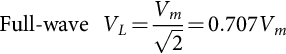 Full-wave V_L = V_m/√2 = 0.707V_m